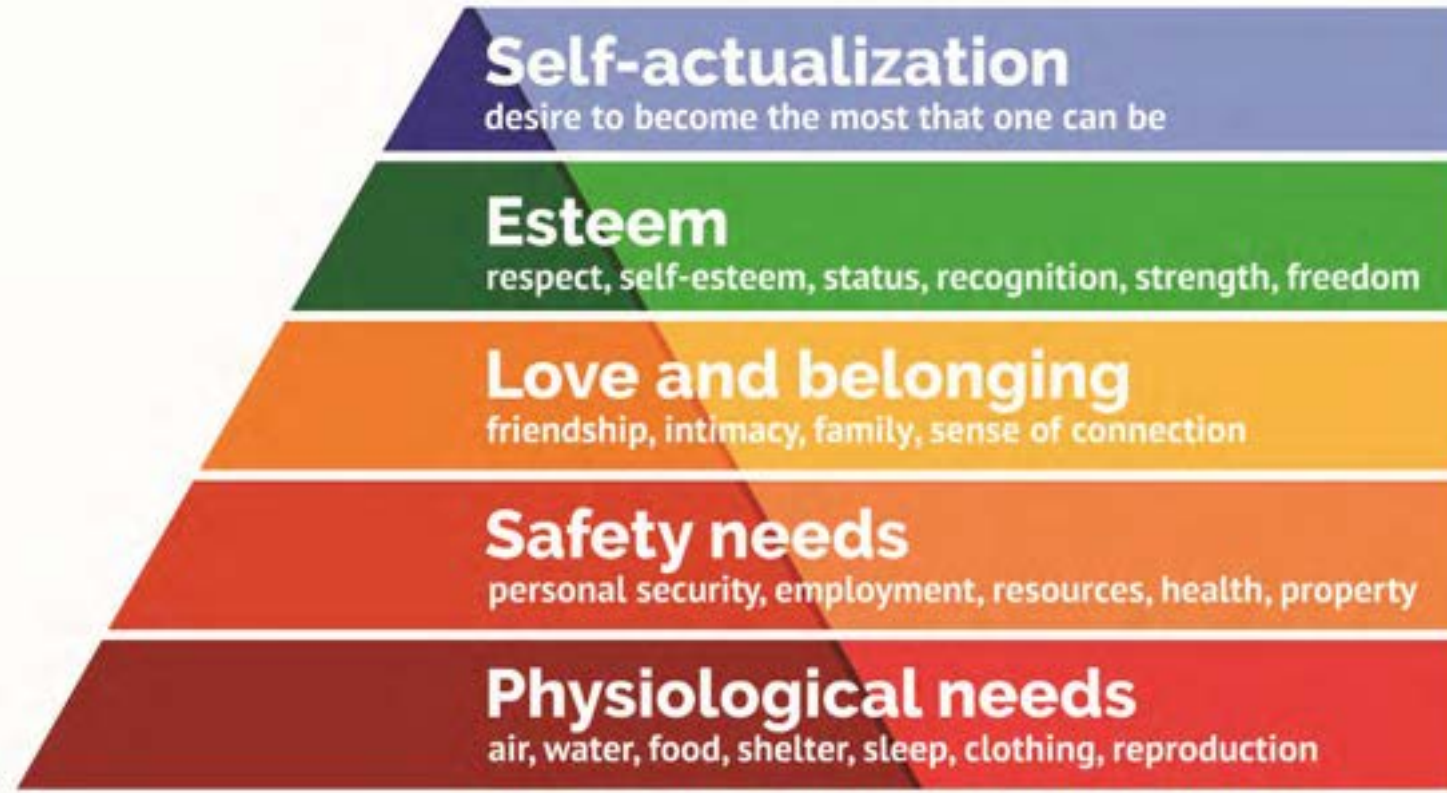 Self-actualization
desire to become the most that one can be
Esteem
respect, self-esteem, status, recognition, strength, freedom
Love and belonging
friendship, intimacy, family, sense of connection
Safety needs
personal security, employment, resources, health, property
Physiological needs
air, water, food, shelter, sleep, clothing, reproduction